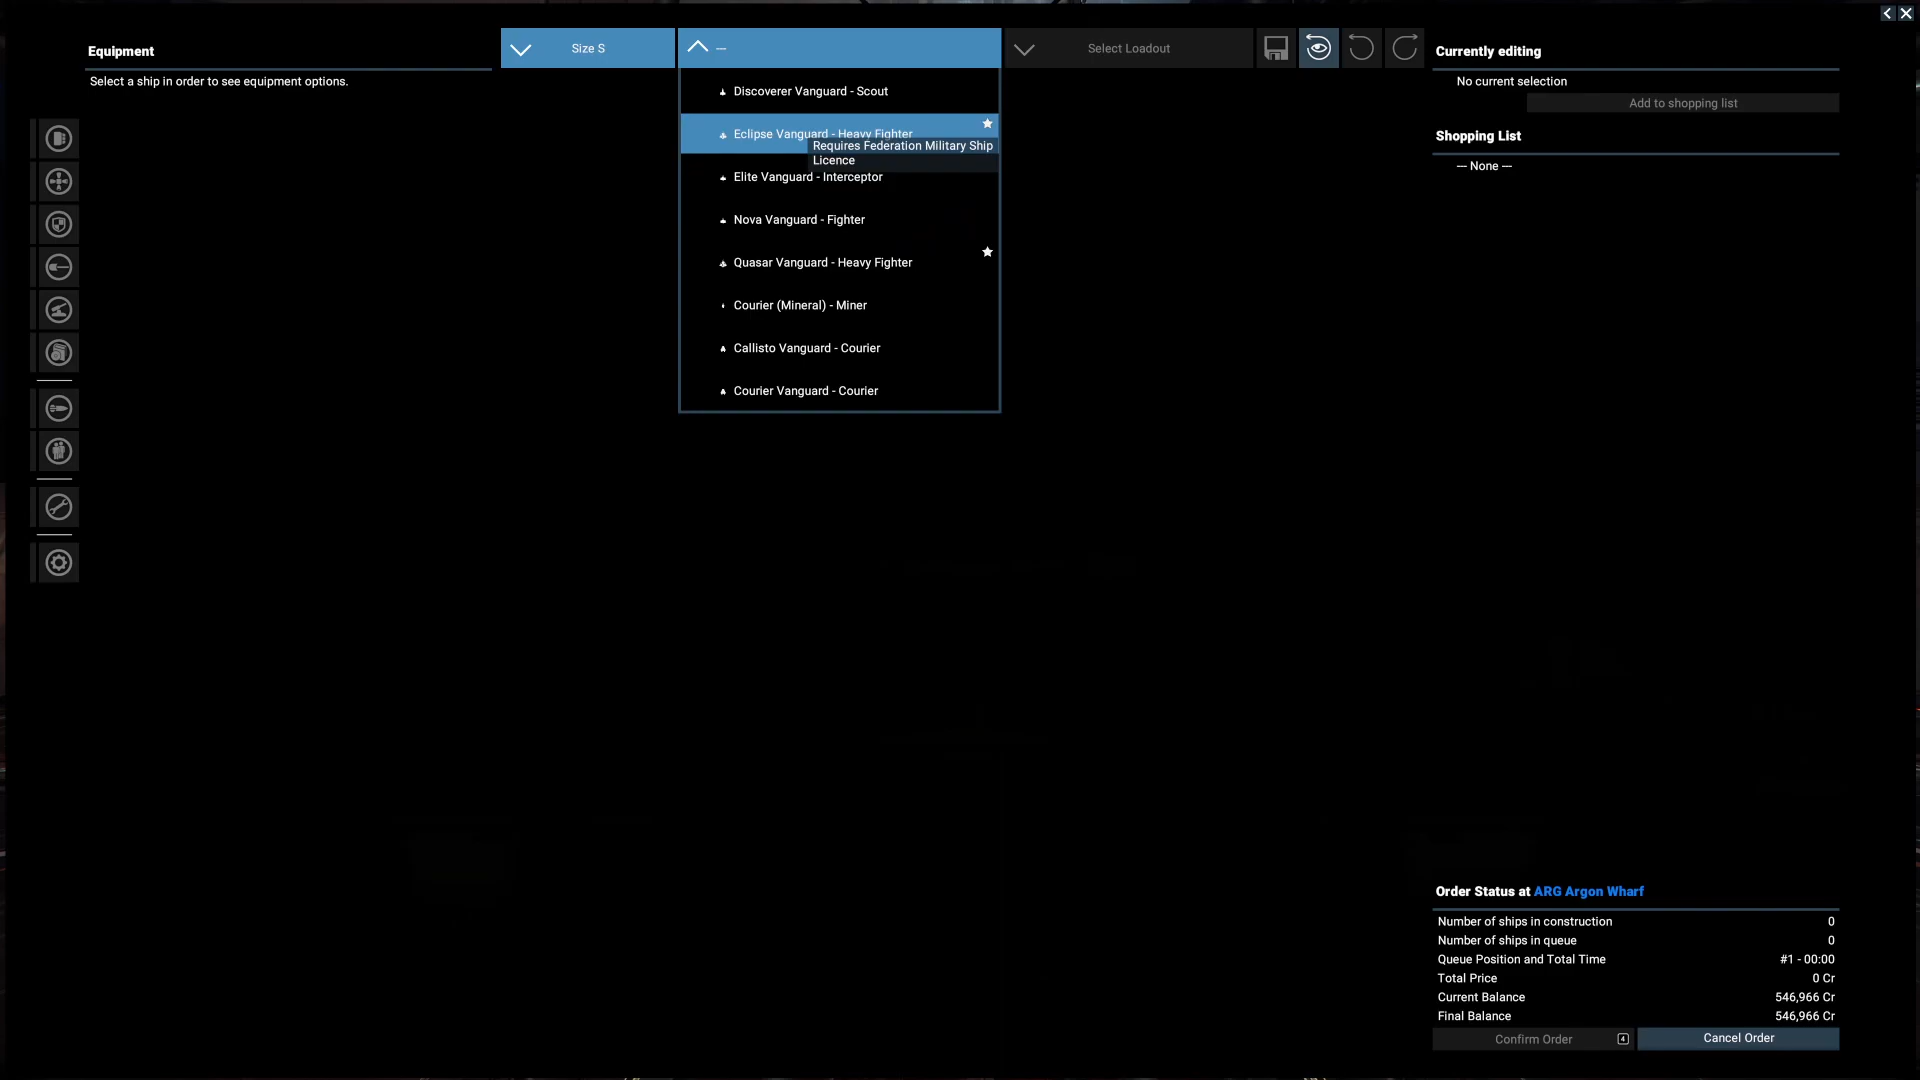 Equipment
Select a ship in order to see equipment options.
Size S
---
Select Loadout
Discoverer Vanguard - Scout
Eclipse Vanguard - Heavy Fighter
Requires Federation Military Ship
Licence
Elite Vanguard - Interceptor
Nova Vanguard - Fighter
Quasar Vanguard - Heavy Fighter
Courier (Mineral) - Miner
Callisto Vanguard - Courier
Courier Vanguard - Courier
Currently editing
No current selection
Add to shopping list
Shopping List
--- None ---
Order Status at ARG Argon Wharf
Number of ships in construction 0
Number of ships in queue 0
Queue Position and Total Time #1 - 00:00
Total Price 0 Cr
Current Balance 546,966 Cr
Final Balance 546,966 Cr
Confirm Order 4
Cancel Order